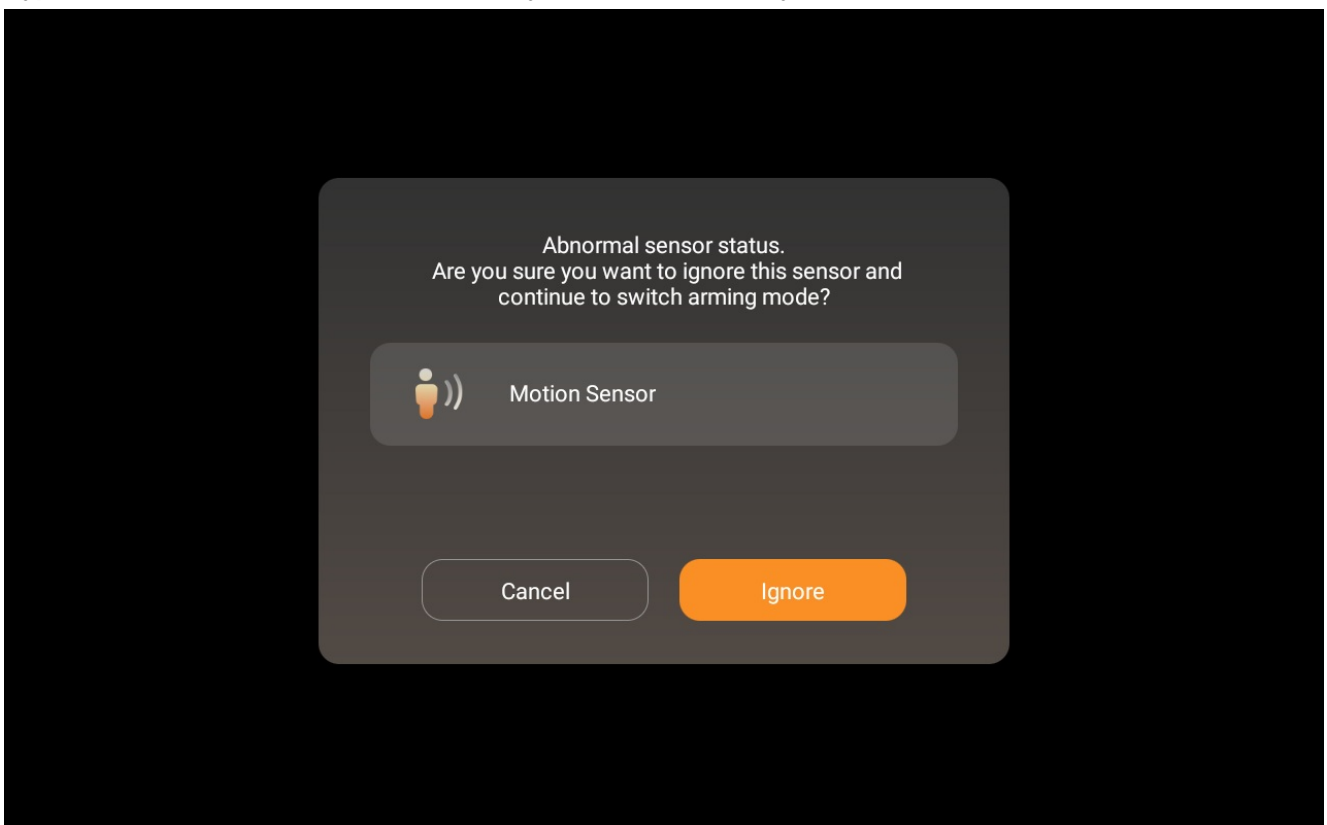 Abnormal sensor status.
Are you sure you want to ignore this sensor and
continue to switch arming mode?
Motion Sensor
Cancel
Ignore